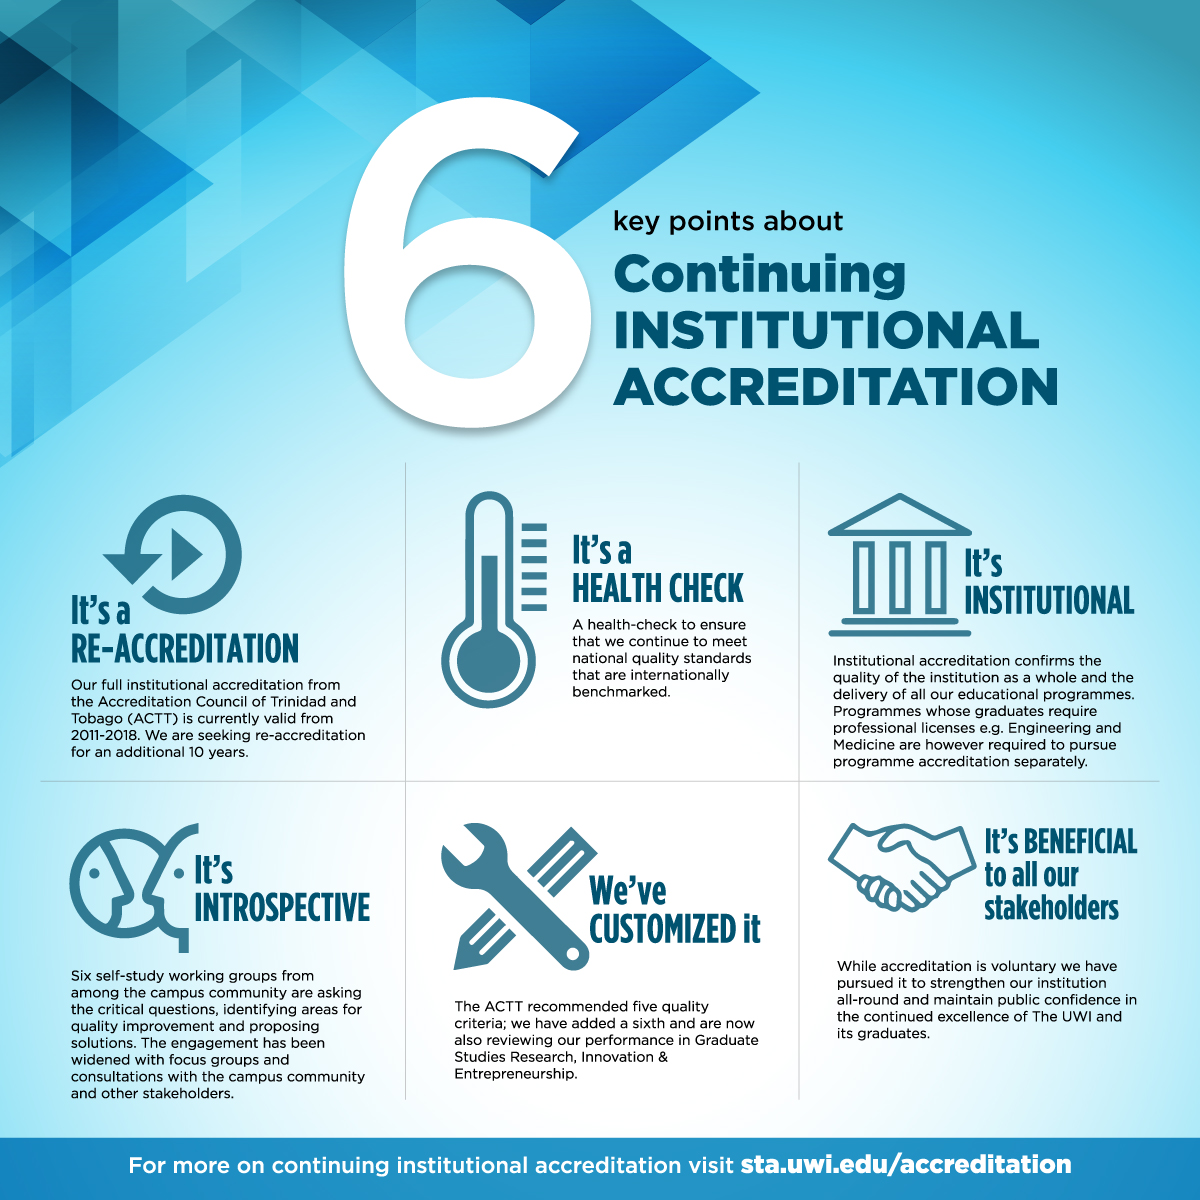 6
key points about
Continuing
INSTITUTIONAL
ACCREDITATION
It's a
RE-ACCREDITATION
Our full institutional accreditation from
the Accreditation Council of Trinidad and
Tobago (ACTT) is currently valid from
2011-2018. We are seeking re-accreditation
for an additional 10 years.
It's a
HEALTH CHECK
A health-check to ensure
that we continue to meet
national quality standards
that are internationally
benchmarked.
It's
INSTITUTIONAL
Institutional accreditation confirms the
quality of the institution as a whole and the
delivery of all our educational programmes.
Programmes whose graduates require
professional licenses e.g. Engineering and
Medicine are however required to pursue
programme accreditation separately.
It's
INTROSPECTIVE
Six self-study working groups from
among the campus community are asking
the critical questions, identifying areas for
quality improvement and proposing
solutions. The engagement has been
widened with focus groups and
consultations with the campus community
and other stakeholders.
We've
CUSTOMIZED it
The ACTT recommended five quality
criteria; we have added a sixth and are now
also reviewing our performance in Graduate
Studies Research, Innovation &
Entrepreneurship.
It's BENEFICIAL
to all our
stakeholders
While accreditation is voluntary we have
pursued it to strengthen our institution
all-round and maintain public confidence in
the continued excellence of The UWI and
its graduates.
For more on continuing institutional accreditation visit sta.uwi.edu/accreditation